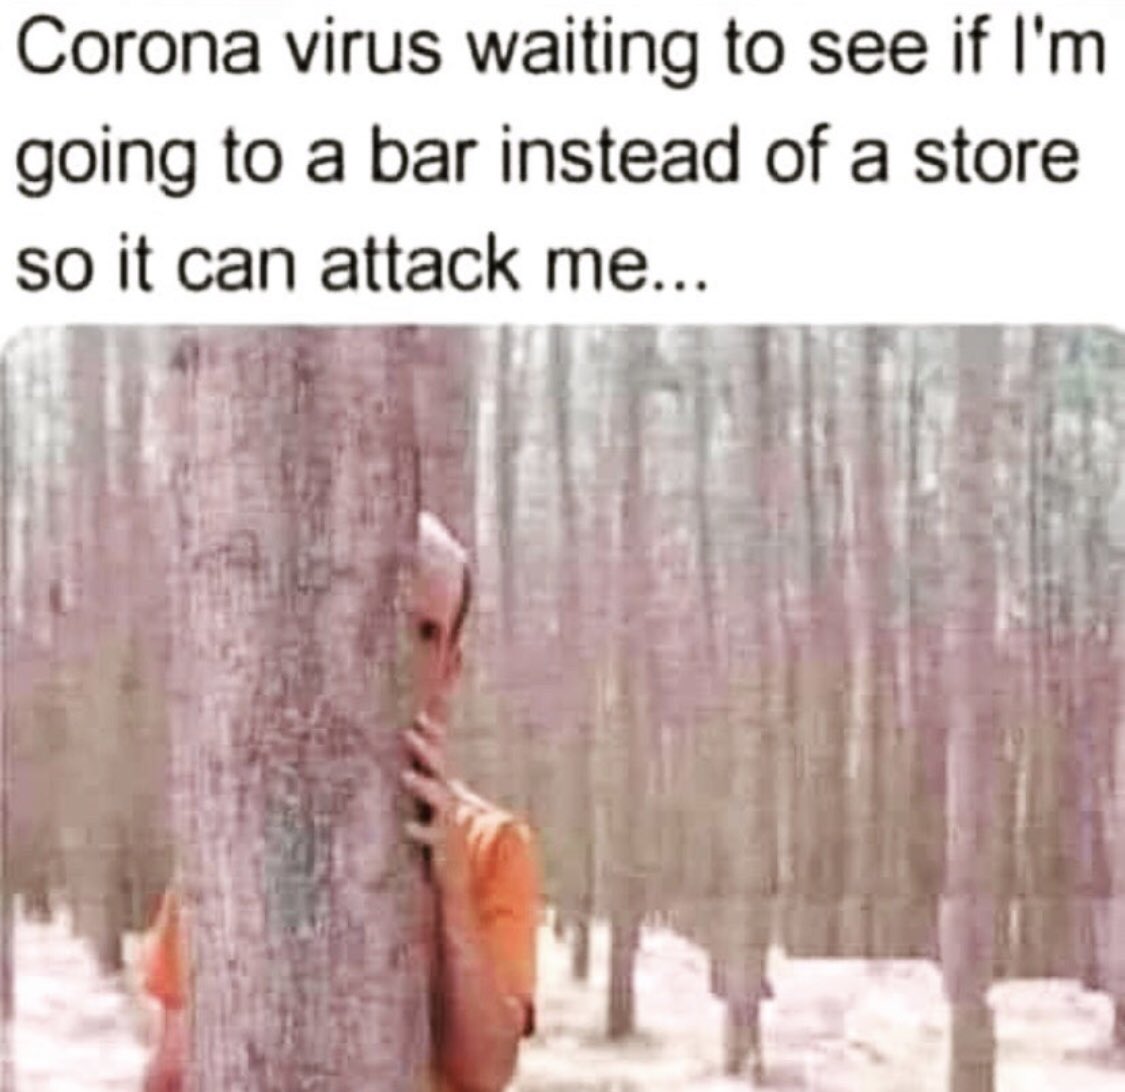 Corona virus waiting to see if I'm
going to a bar instead of a store
so it can attack me...